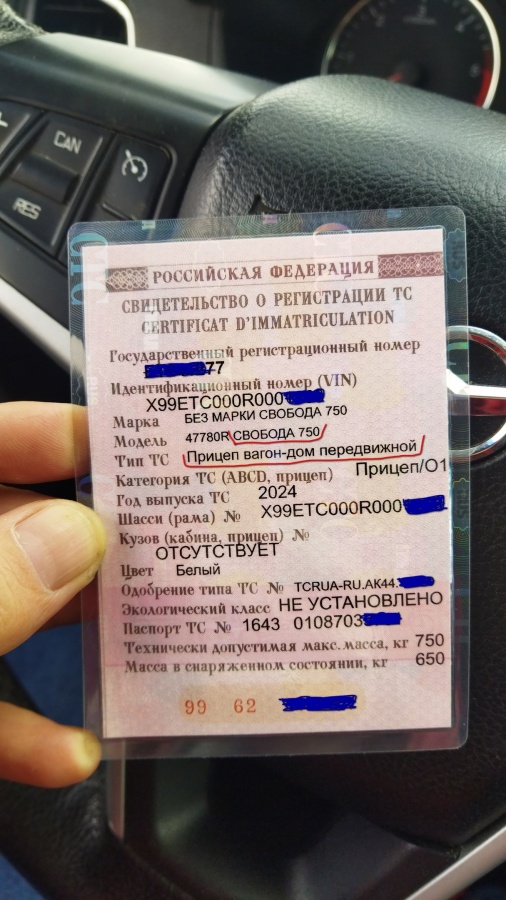 CAN
RES
РОССИЙСКАЯ ФЕДЕРАЦИЯ
СВИДЕТЕЛЬСТВО О РЕГИСТРАЦИИ ТС
CERTIFICAT D'IMMATRICULATION
Государственный регистрационный номер
77
Идентификационный номер (VIN)
X99ETC000R000
Марка БЕЗ МАРКИ СВОБОДА 750
Модель 47780R СВОБОДА 750
Тип ТС Прицеп вагон-дом передвижной
Категория ТС (ABCD, прицеп) Прицеп/О1
Год выпуска ТС 2024
Шасси (рама) № X99ETC000R000
Кузов (кабина, прицеп) №
ОТСУТСТВУЕТ
Цвет Белый
Одобрение типа ТС № ТСRUA-RU.АК44.
Экологический класс НЕ УСТАНОВЛЕНО
Паспорт ТС № 1643 0108703
Технически допустимая макс. масса, кг 750
Масса в снаряженном состоянии, кг 650
99 62